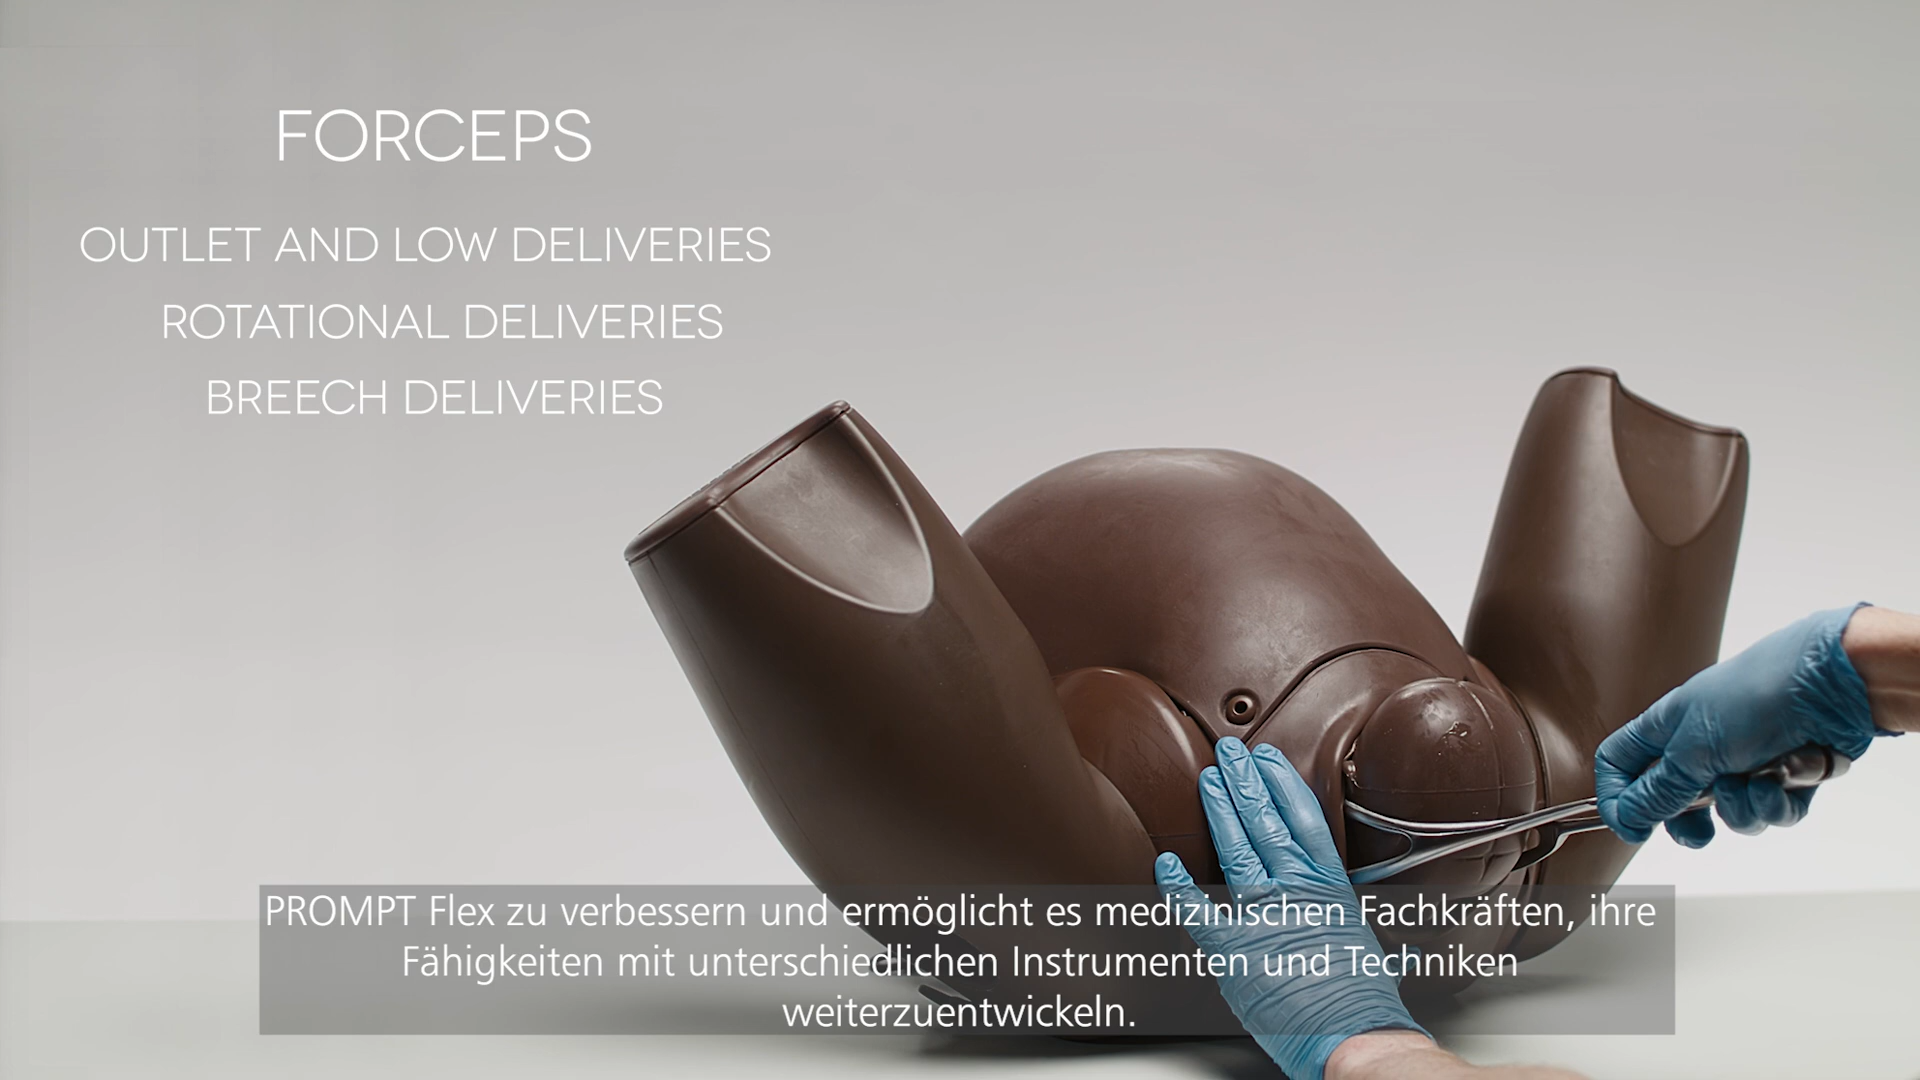 FORCEPS
OUTLET AND LOW DELIVERIES
ROTATIONAL DELIVERIES
BREECH DELIVERIES
PROMPT Flex zu verbessern und ermöglicht es medizinischen Fachkräften, ihre
Fähigkeiten mit unterschiedlichen Instrumenten und Techniken
weiterzuentwickeln.